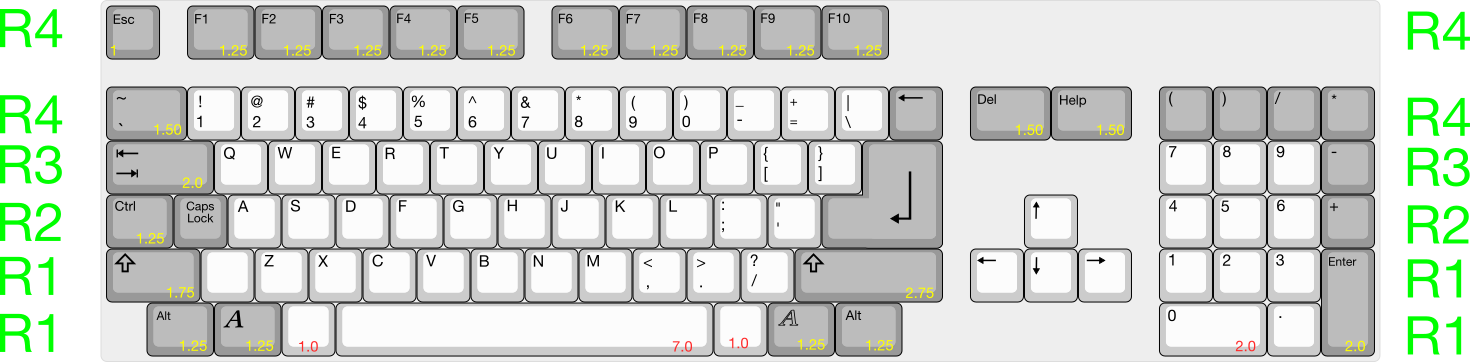 R4 Esc F1 F2 F3 F4 F5 F6 F7 F8 F9 F10 R4
1 1.25 1.25 1.25 1.25 1.25 1.25 1.25 1.25 1.25 1.25
R4 ~ ! @ # $ % ^ & * ( ) _ + | ← Del Help ( ) / * R4
` 1.50 1 2 3 4 5 6 7 8 9 0 - = \ 1.50 1.50
R3 ⇤ Q W E R T Y U I O P { } 7 8 9 - R3
⇥ 2.0 [ ] ↵
R2 Ctrl Caps A S D F G H J K L : " ↑ 4 5 6 + R2
Lock ; '
1.25
R1 ⇧ Z X C V B N M < > ? ⇧ ← ↓ → 1 2 3 Enter R1
1.75 , . / 2.75
R1 Alt A A Alt 0 . R1
1.25 1.25 1.0 7.0 1.0 1.25 1.25 2.0 2.0